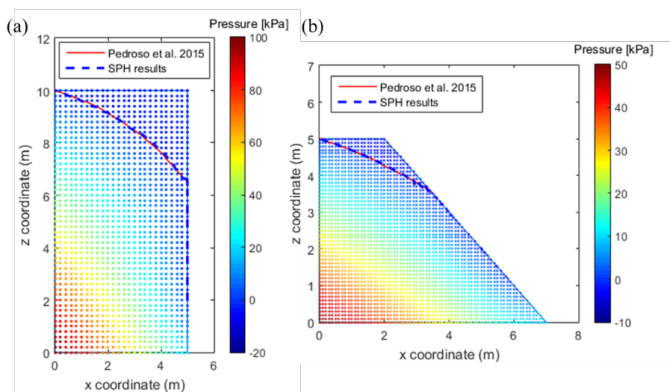 (a)
Pressure [kPa]
12
10
8
6
4
2
0
0 2 4 6
z coordinate (m)
x coordinate (m)
Pedroso et al. 2015
SPH results
100
80
60
40
20
0
-20
(b)
Pressure [kPa]
7
6
5
4
3
2
1
0
0 2 4 6 8
z coordinate (m)
x coordinate (m)
Pedroso et al. 2015
SPH results
50
40
30
20
10
0
-10